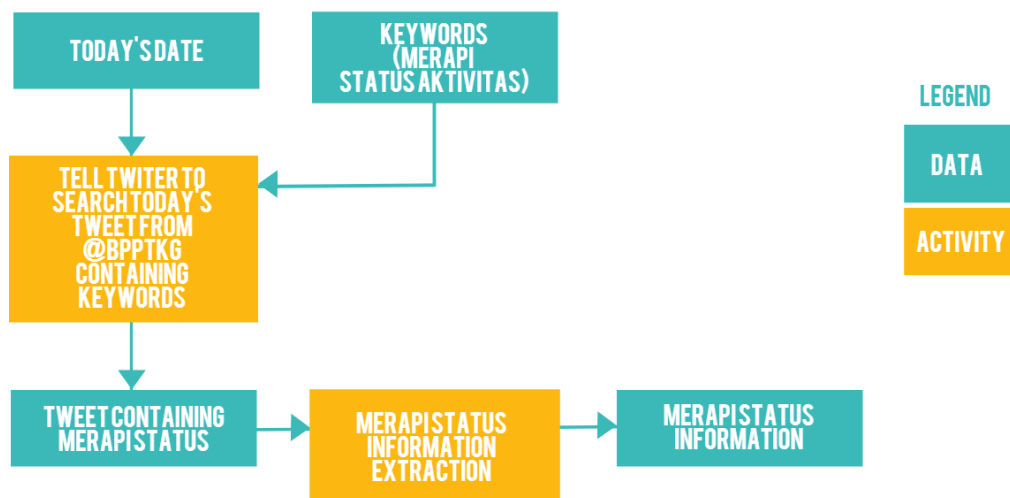 TODAY'S DATE
KEYWORDS
(MERAPI
STATUS AKTIVITAS)
TELL TWITER TO
SEARCH TODAY'S
TWEET FROM
@BPPTKG
CONTAINING
KEYWORDS
TWEET CONTAINING
MERAPI STATUS
MERAPI STATUS
INFORMATION
EXTRACTION
MERAPI STATUS
INFORMATION
LEGEND
DATA
ACTIVITY